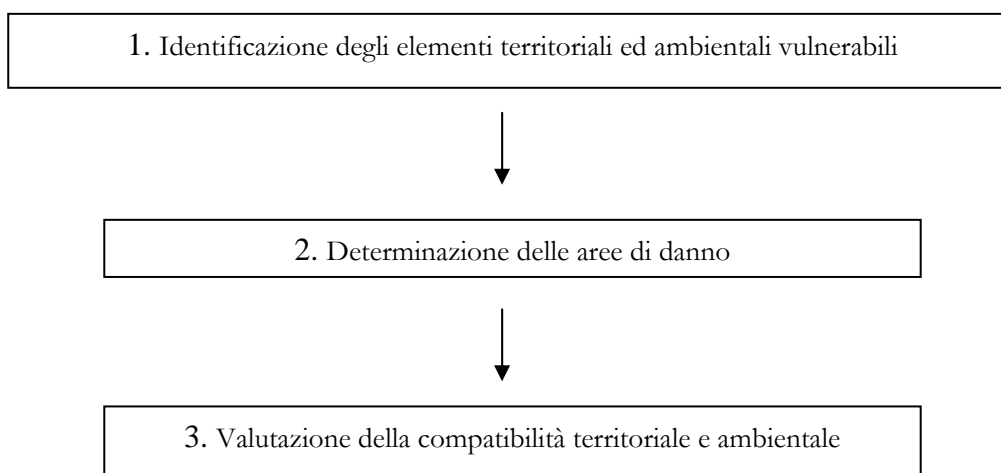 1. Identificazione degli elementi territoriali ed ambientali vulnerabili
2. Determinazione delle aree di danno
3. Valutazione della compatibilità territoriale e ambientale